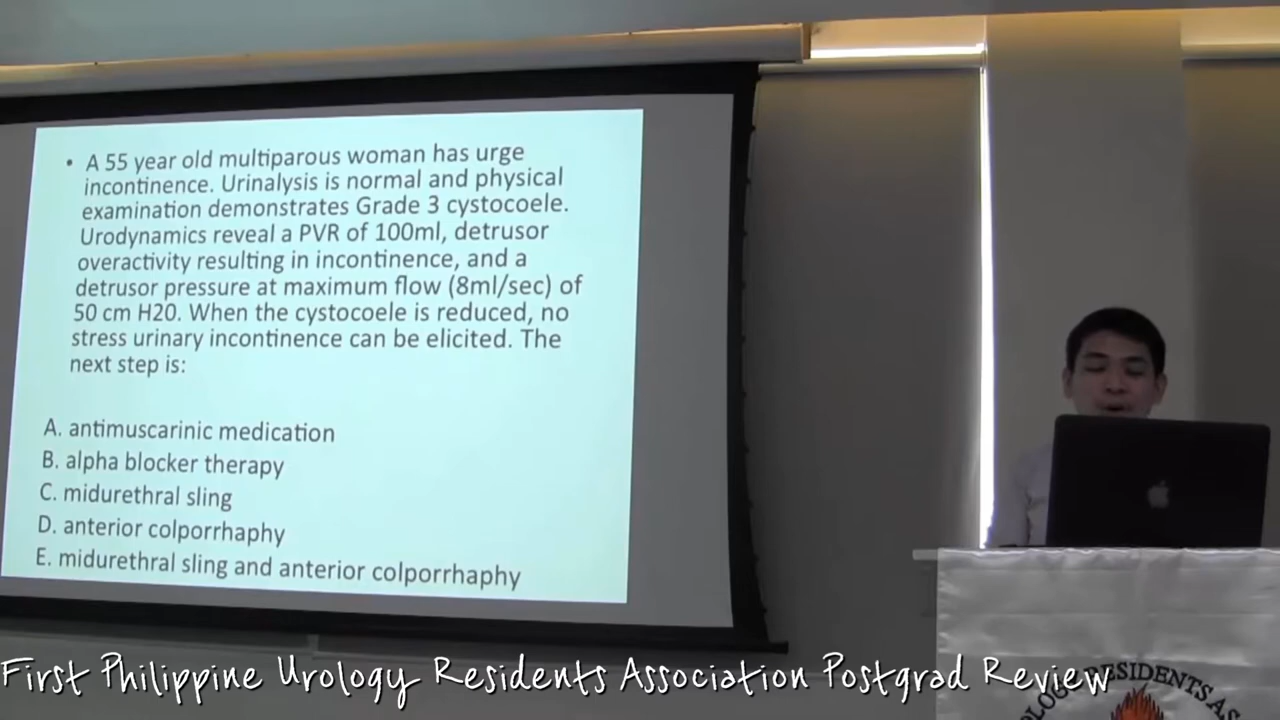 • A 55 year old multiparous woman has urge
incontinence. Urinalysis is normal and physical
examination demonstrates Grade 3 cystocoele.
Urodynamics reveal a PVR of 100ml, detrusor
overactivity resulting in incontinence, and a
detrusor pressure at maximum flow (8ml/sec) of
50 cm H20. When the cystocoele is reduced, no
stress urinary incontinence can be elicited. The
next step is:
A. antimuscarinic medication
B. alpha blocker therapy
C. midurethral sling
D. anterior colporrhaphy
E. midurethral sling and anterior colporrhaphy
First Philippine Urology Residents Association Postgrad Review
RESIDENTS